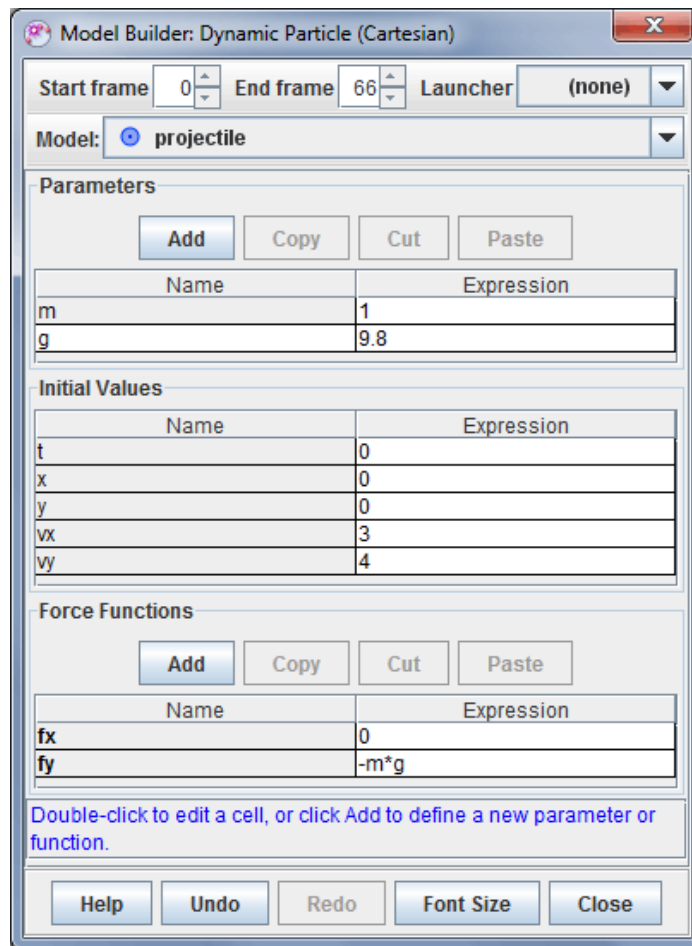 Model Builder: Dynamic Particle (Cartesian)
Start frame 0 End frame 66 Launcher (none)
Model: projectile
Parameters
Add Copy Cut Paste
Name Expression
m 1
g 9.8
Initial Values
Name Expression
t 0
x 0
y 0
vx 3
vy 4
Force Functions
Add Copy Cut Paste
Name Expression
fx 0
fy -m*g
Double-click to edit a cell, or click Add to define a new parameter or
function.
Help Undo Redo Font Size Close